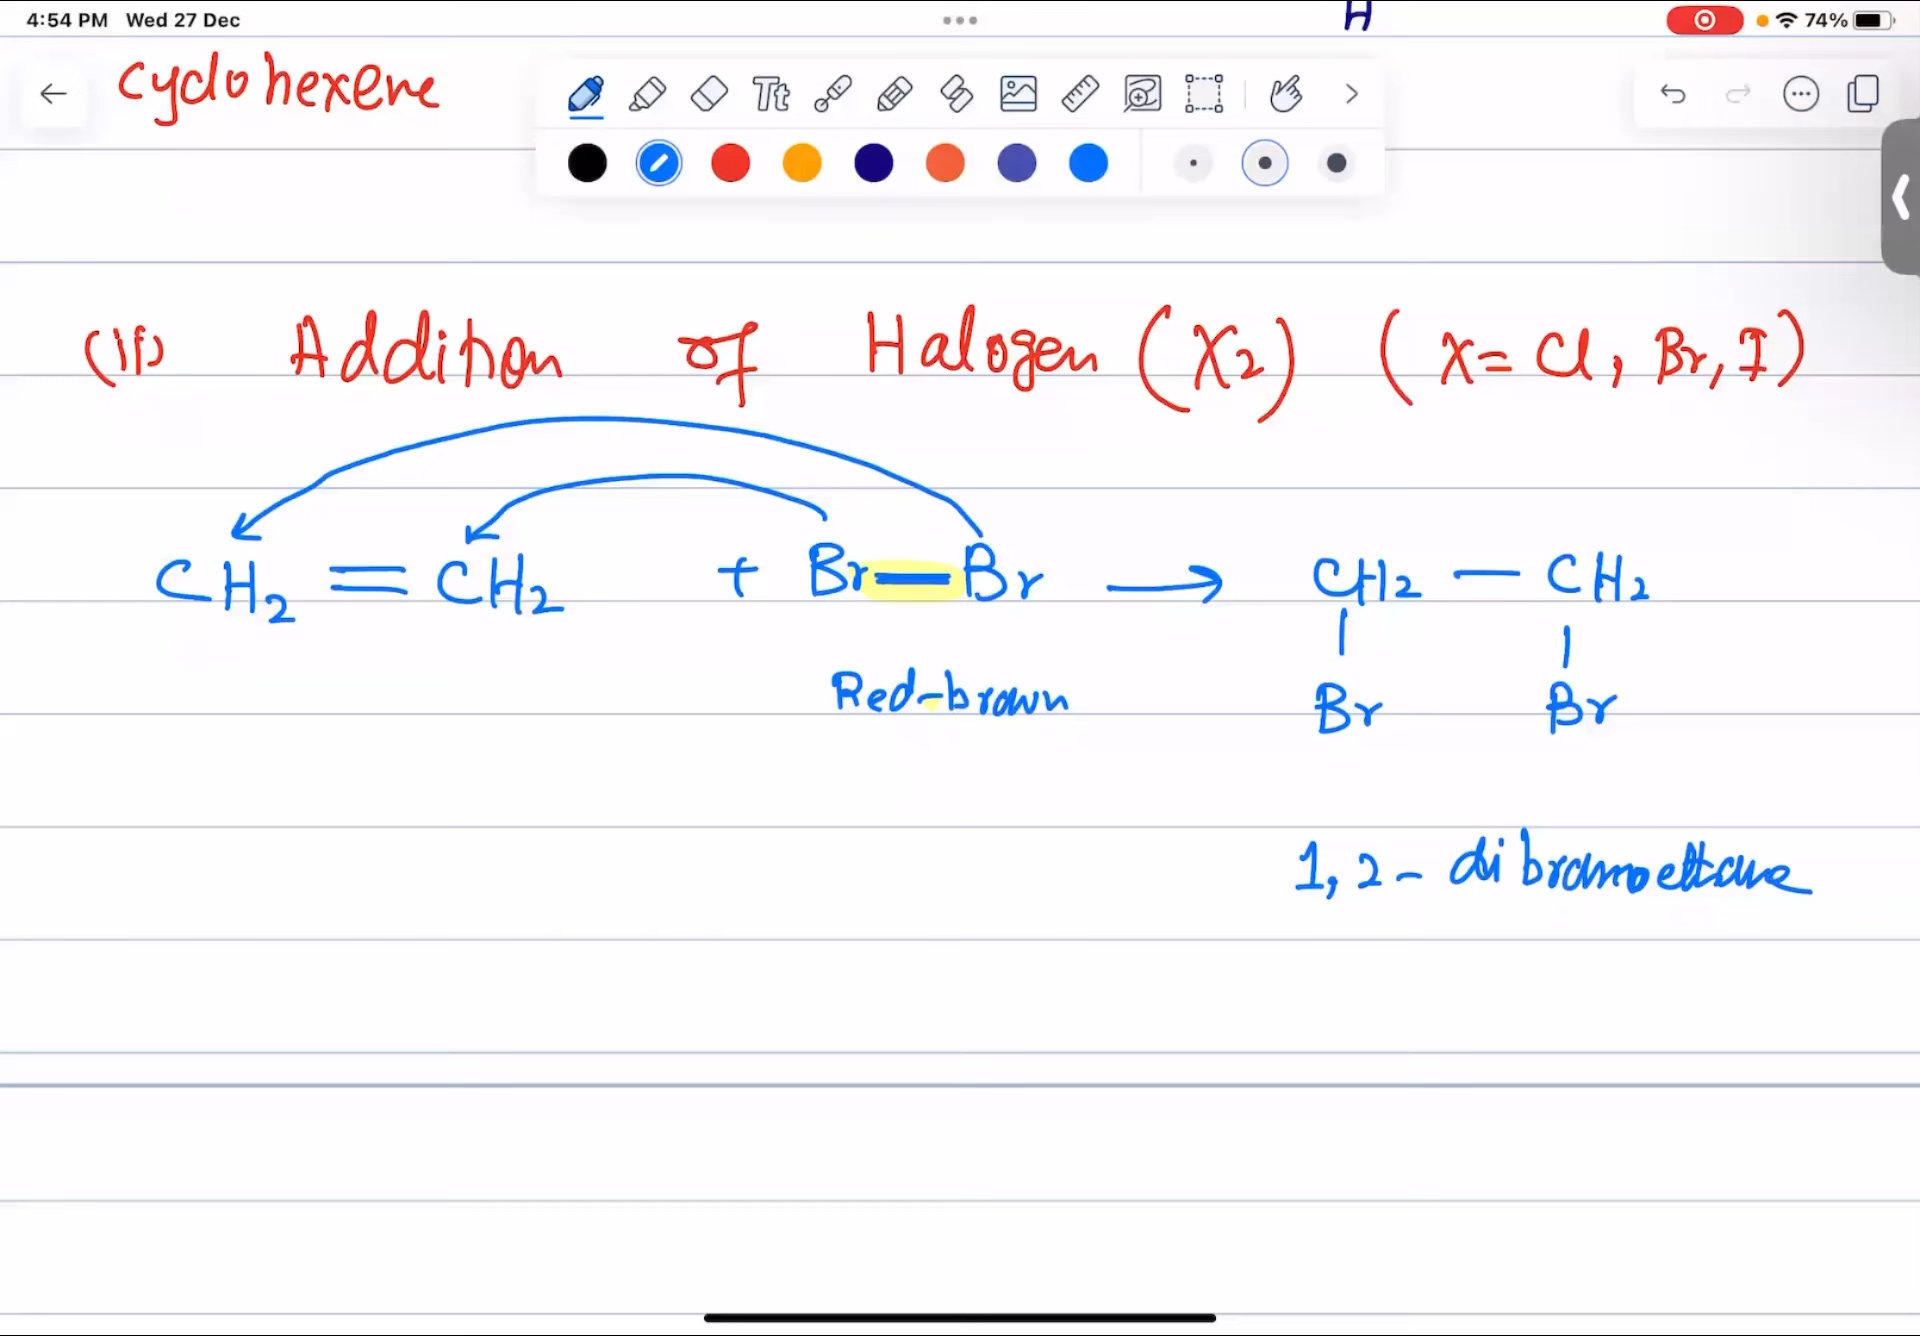 4:54 PM Wed 27 Dec
H
74%
cyclohexene
Tt
(ii) Addition of Halogen (X2) (X= Cl, Br, I)
CH2 = CH2 + Br — Br → CH2 — CH2
Red-brown
Br Br
1, 2 - dibromoethane